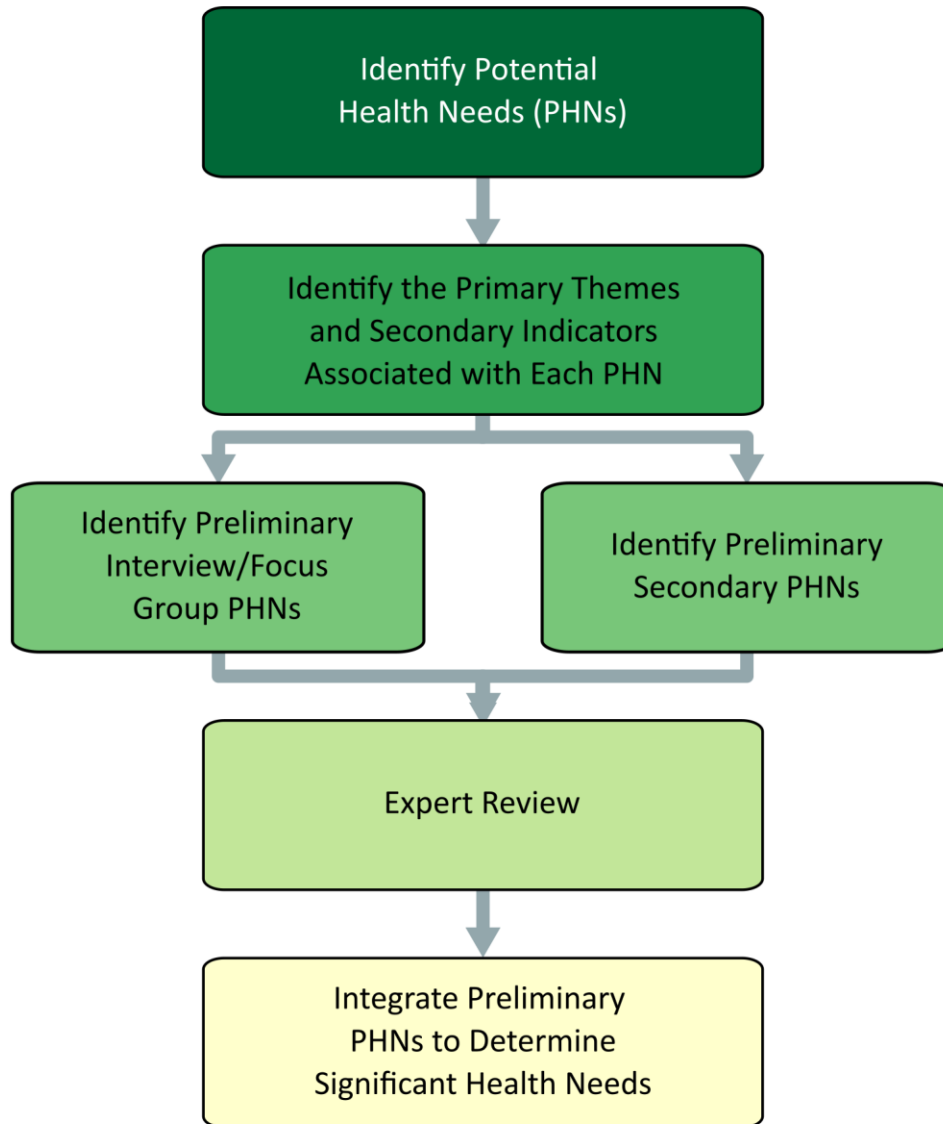 Identify Potential
Health Needs (PHNs)
Identify the Primary Themes
and Secondary Indicators
Associated with Each PHN
Identify Preliminary
Interview/Focus
Group PHNs
Identify Preliminary
Secondary PHNs
Expert Review
Integrate Preliminary
PHNs to Determine
Significant Health Needs